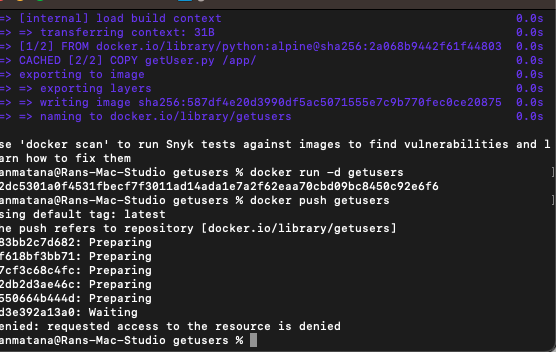 => [internal] load build context 0.0s
=> => transferring context: 31B 0.0s
=> [1/2] FROM docker.io/library/python:alpine@sha256:2a068b9442f61f44803 0.0s
=> CACHED [2/2] COPY getUser.py /app/ 0.0s
=> exporting to image 0.0s
=> => exporting layers 0.0s
=> => writing image sha256:587df4e20d3990df5ac5071555e7c9b770fec0ce20875 0.0s
=> => naming to docker.io/library/getusers 0.0s
se 'docker scan' to run Snyk tests against images to find vulnerabilities and l
arn how to fix them
anmatana@Rans-Mac-Studio getusers % docker run -d getusers
2dc5301a0f4531fbecf7f3011ad14ada1e7a2f62eaa70cbd09bc8450c92e6f6
anmatana@Rans-Mac-Studio getusers % docker push getusers
sing default tag: latest
he push refers to repository [docker.io/library/getusers]
83bb2c7d682: Preparing
f618bf3bb71: Preparing
7cf3c68c4fc: Preparing
2db2d3ae46c: Preparing
550664b444d: Preparing
d3e392a13a0: Waiting
enied: requested access to the resource is denied
anmatana@Rans-Mac-Studio getusers %